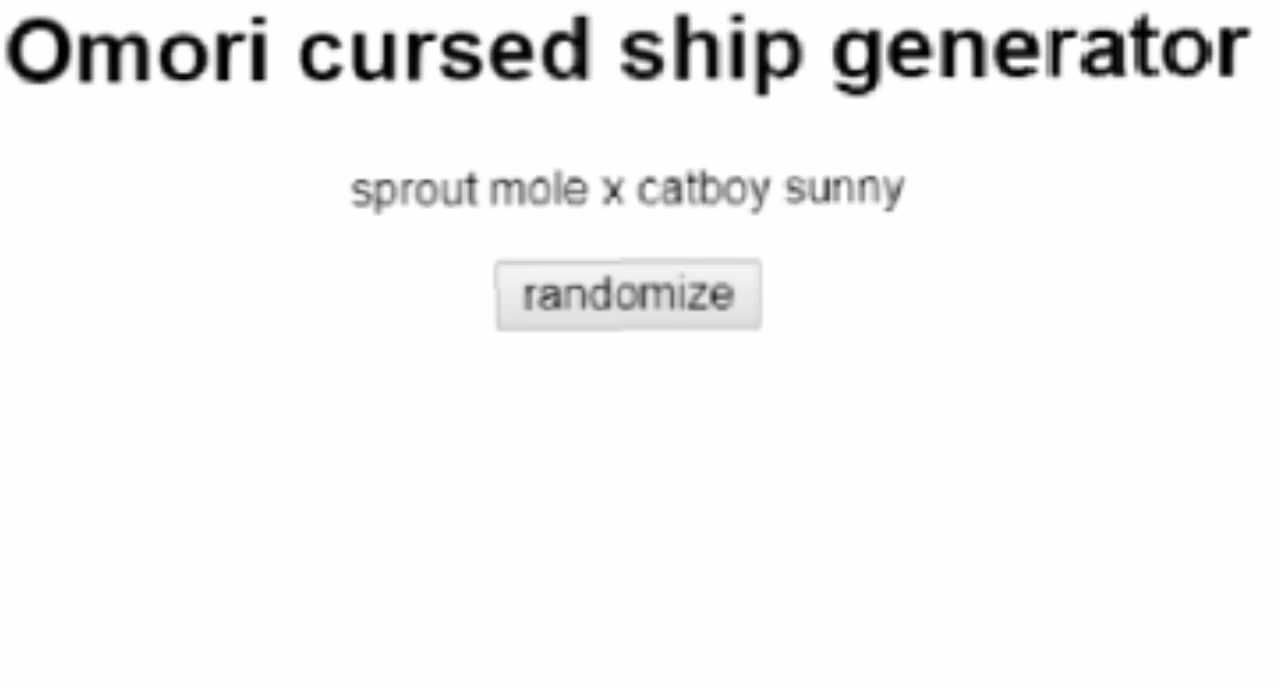 Omori cursed ship generator
sprout mole x catboy sunny
randomize